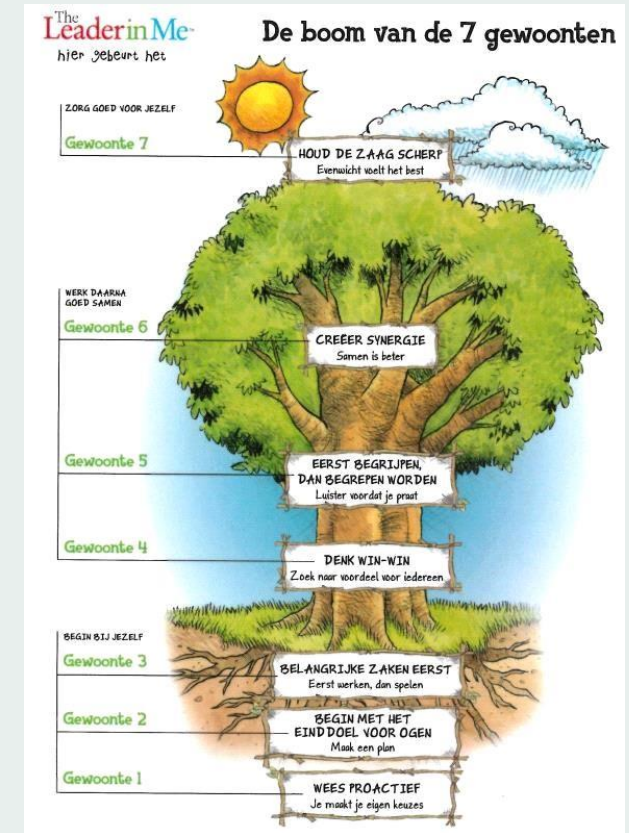 The
Leader in Me
hier gebeurt het
De boom van de 7 gewoonten
ZORG GOED VOOR JEZELF
Gewoonte 7
HOUD DE ZAAG SCHERP
Evenwicht voelt het best
WERK DAARNA
GOED SAMEN
Gewoonte 6
CREËER SYNERGIE
Samen is beter
Gewoonte 5
EERST BEGRIJPEN,
DAN BEGREPEN WORDEN
Luister voordat je praat
Gewoonte 4
DENK WIN-WIN
Zoek naar voordeel voor iedereen
BEGIN BIJ JEZELF
Gewoonte 3
BELANGRIJKE ZAKEN EERST
Eerst werken, dan spelen
Gewoonte 2
BEGIN MET HET
EINDDOEL VOOR OGEN
Maak een plan
Gewoonte 1
WEES PROACTIEF
Je maakt je eigen keuzes